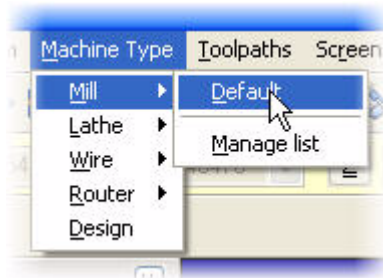 Machine Type Toolpaths Screen
Mill Default
Lathe Manage list
Wire
Router
Design